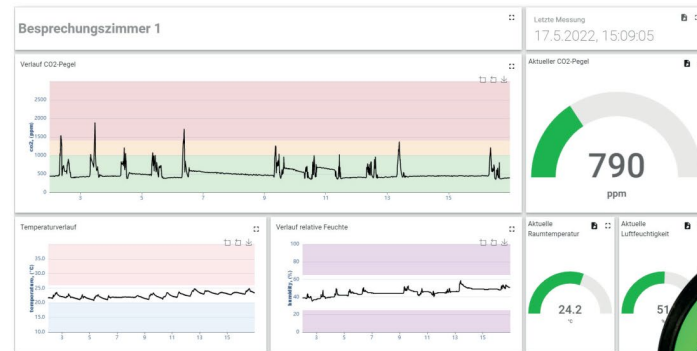 Besprechungszimmer 1
Letzte Messung
17.5.2022, 15:09:05
Verlauf CO2-Pegel
co2, (ppm)
2500
2000
1500
1000
500
0
3 5 7 9 11 13 15
Aktueller CO2-Pegel
790
ppm
Temperaturverlauf
temperature, (°C)
35.0
30.0
25.0
20.0
15.0
10.0
3 5 7 9 11 13 15
Verlauf relative Feuchte
humidity, (%)
100
80
60
40
20
0
3 5 7 9 11 13 15
Aktuelle
Raumtemperatur
24.2
°C
Aktuelle
Luftfeuchtigkeit
51